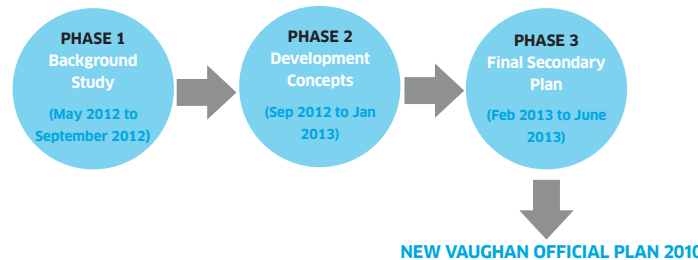 PHASE 1
Background
Study
(May 2012 to
September 2012)
PHASE 2
Development
Concepts
(Sep 2012 to Jan
2013)
PHASE 3
Final Secondary
Plan
(Feb 2013 to June
2013)
NEW VAUGHAN OFFICIAL PLAN 2010